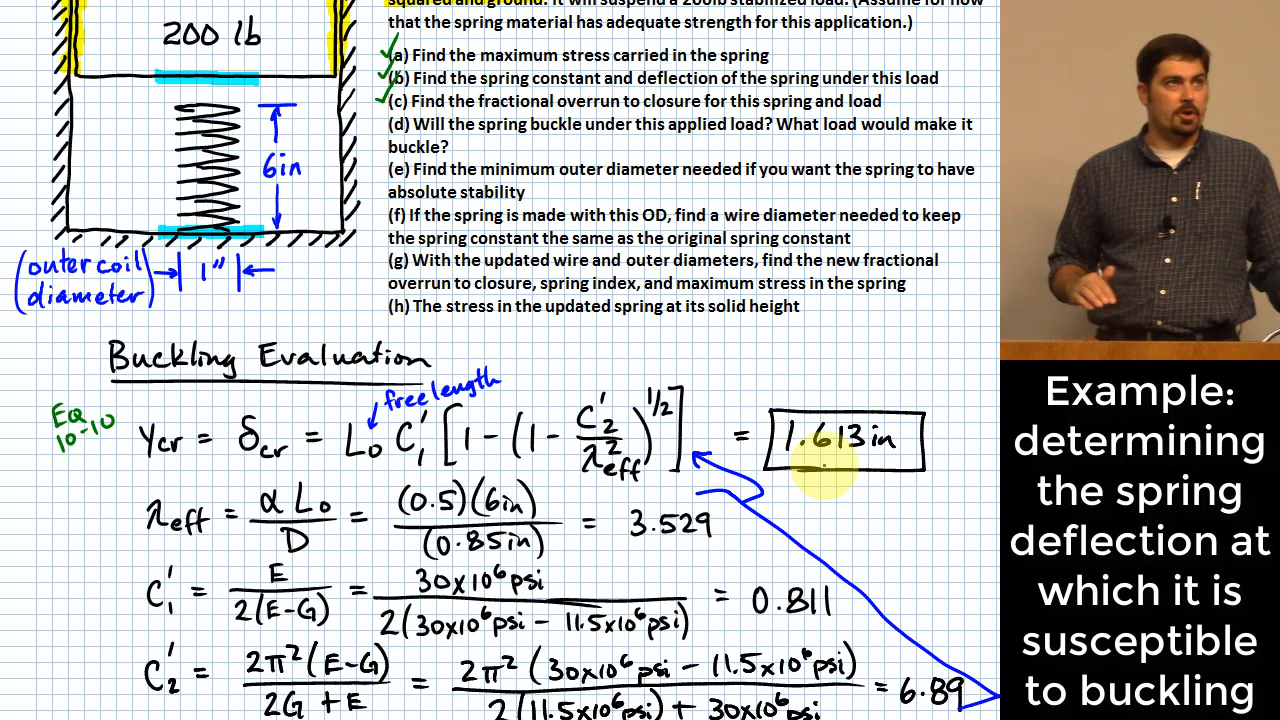 squared and ground. It will suspend a 200lb stabilized load. (Assume for now
that the spring material has adequate strength for this application.)
200 lb
(a) Find the maximum stress carried in the spring
(b) Find the spring constant and deflection of the spring under this load
(c) Find the fractional overrun to closure for this spring and load
(d) Will the spring buckle under this applied load? What load would make it
buckle?
(e) Find the minimum outer diameter needed if you want the spring to have
absolute stability
(f) If the spring is made with this OD, find a wire diameter needed to keep
the spring constant the same as the original spring constant
(g) With the updated wire and outer diameters, find the new fractional
overrun to closure, spring index, and maximum stress in the spring
(h) The stress in the updated spring at its solid height
6in
(outer coil
diameter)
1"
Buckling Evaluation
free length
EQ
10-10
ycr = δcr = L₀ C₁' [1 - (1 - C₂'/λ²eff)^1/2] = 1.613 in
λeff = αL₀/D = (0.5)(6in)/(0.85in) = 3.529
C₁' = E/2(E-G) = 30x10⁶psi/2(30x10⁶psi - 11.5x10⁶psi) = 0.811
C₂' = 2π²(E-G)/2G+E = 2π²(30x10⁶psi - 11.5x10⁶psi)/2(11.5x10⁶psi) + 30x10⁶psi = 6.89
Example:
determining
the spring
deflection at
which it is
susceptible
to buckling